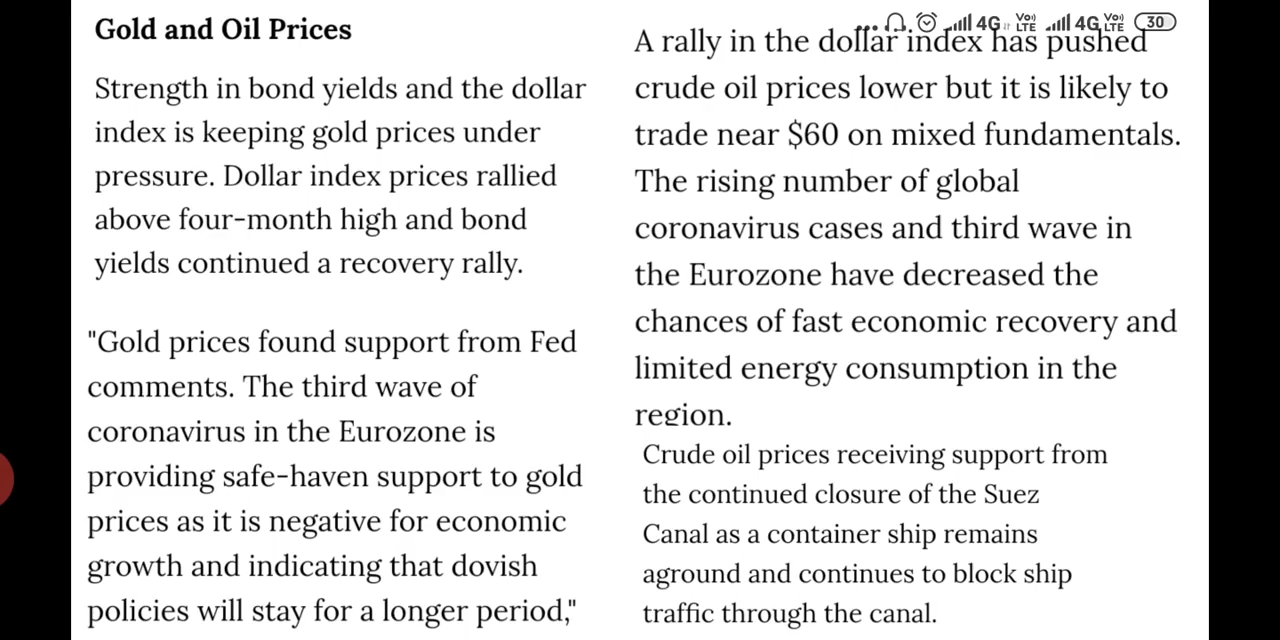 Gold and Oil Prices
Strength in bond yields and the dollar
index is keeping gold prices under
pressure. Dollar index prices rallied
above four-month high and bond
yields continued a recovery rally.
"Gold prices found support from Fed
comments. The third wave of
coronavirus in the Eurozone is
providing safe-haven support to gold
prices as it is negative for economic
growth and indicating that dovish
policies will stay for a longer period,"
... 4G Vo) LTE 4G Vo) LTE 30
A rally in the dollar index has pushed
crude oil prices lower but it is likely to
trade near $60 on mixed fundamentals.
The rising number of global
coronavirus cases and third wave in
the Eurozone have decreased the
chances of fast economic recovery and
limited energy consumption in the
region.
Crude oil prices receiving support from
the continued closure of the Suez
Canal as a container ship remains
aground and continues to block ship
traffic through the canal.